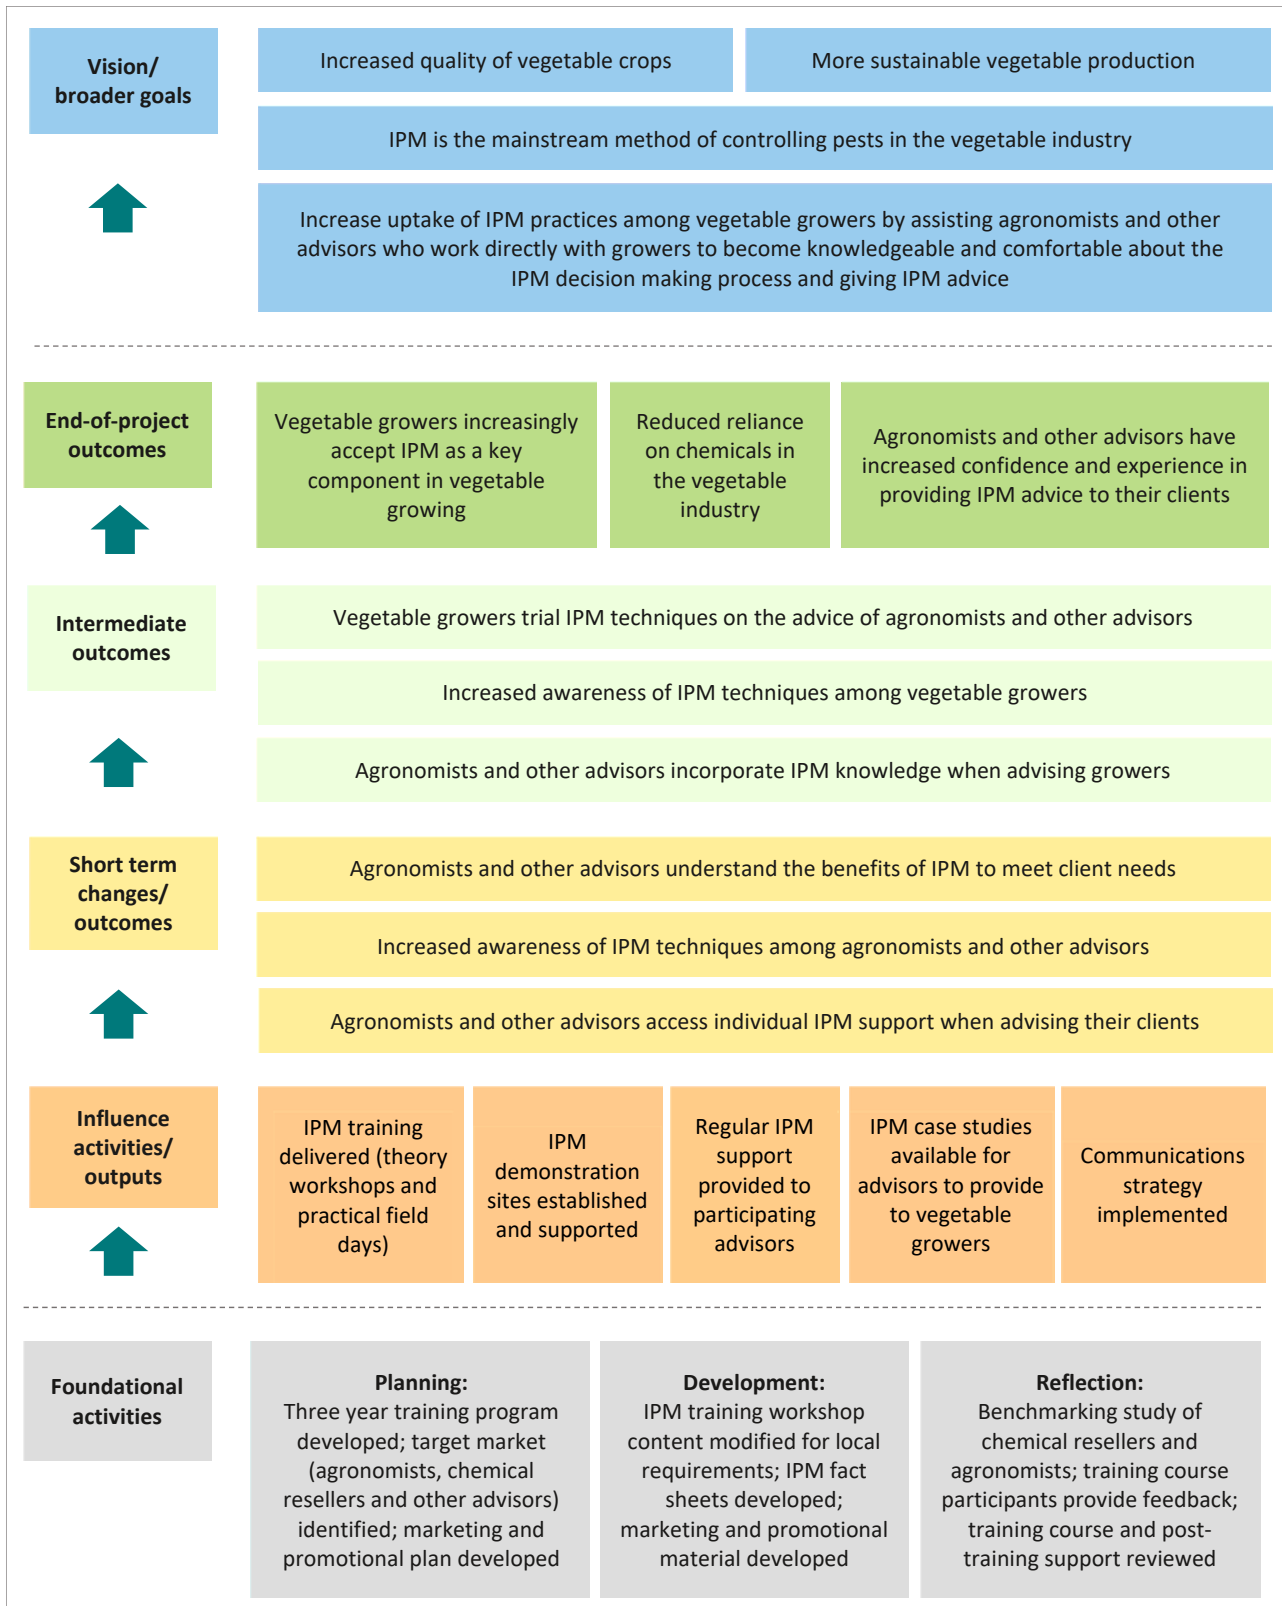 Vision/
broader goals
Increased quality of vegetable crops
More sustainable vegetable production
IPM is the mainstream method of controlling pests in the vegetable industry
Increase uptake of IPM practices among vegetable growers by assisting agronomists and other
advisors who work directly with growers to become knowledgeable and comfortable about the
IPM decision making process and giving IPM advice
End-of-project
outcomes
Vegetable growers increasingly
accept IPM as a key
component in vegetable
growing
Reduced reliance
on chemicals in
the vegetable
industry
Agronomists and other advisors have
increased confidence and experience in
providing IPM advice to their clients
Intermediate
outcomes
Vegetable growers trial IPM techniques on the advice of agronomists and other advisors
Increased awareness of IPM techniques among vegetable growers
Agronomists and other advisors incorporate IPM knowledge when advising growers
Short term
changes/
outcomes
Agronomists and other advisors understand the benefits of IPM to meet client needs
Increased awareness of IPM techniques among agronomists and other advisors
Agronomists and other advisors access individual IPM support when advising their clients
Influence
activities/
outputs
IPM training
delivered (theory
workshops and
practical field
days)
IPM
demonstration
sites established
and supported
Regular IPM
support
provided to
participating
advisors
IPM case studies
available for
advisors to provide
to vegetable
growers
Communications
strategy
implemented
Foundational
activities
Planning:
Three year training program
developed; target market
(agronomists, chemical
resellers and other advisors)
identified; marketing and
promotional plan developed
Development:
IPM training workshop
content modified for local
requirements; IPM fact
sheets developed;
marketing and promotional
material developed
Reflection:
Benchmarking study of
chemical resellers and
agronomists; training course
participants provide feedback;
training course and post-
training support reviewed